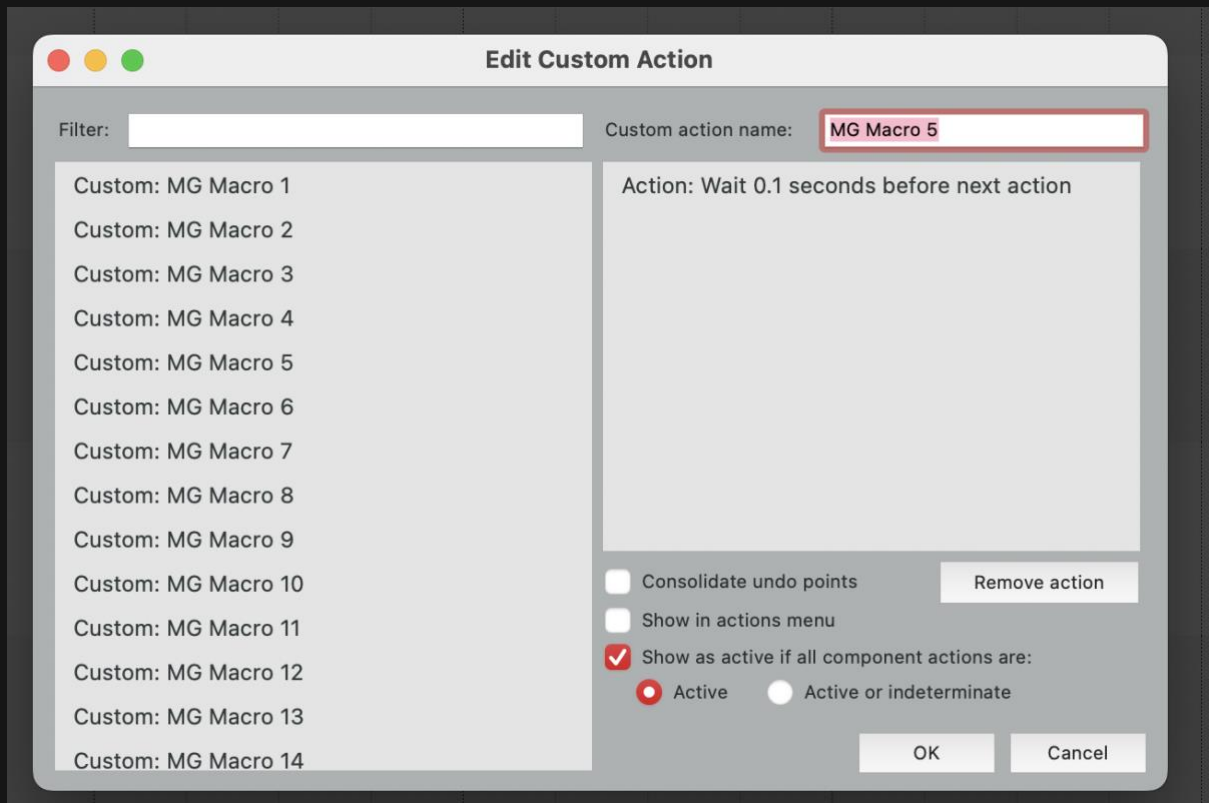 Edit Custom Action
Filter:
Custom action name: MG Macro 5
Custom: MG Macro 1
Custom: MG Macro 2
Custom: MG Macro 3
Custom: MG Macro 4
Custom: MG Macro 5
Custom: MG Macro 6
Custom: MG Macro 7
Custom: MG Macro 8
Custom: MG Macro 9
Custom: MG Macro 10
Custom: MG Macro 11
Custom: MG Macro 12
Custom: MG Macro 13
Custom: MG Macro 14
Action: Wait 0.1 seconds before next action
Consolidate undo points
Remove action
Show in actions menu
Show as active if all component actions are:
Active
Active or indeterminate
OK
Cancel